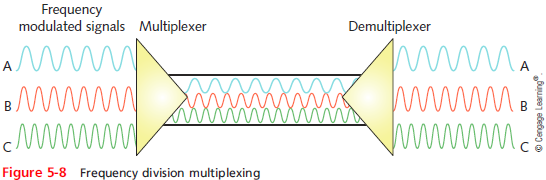 Frequency
modulated signals Multiplexer Demultiplexer
A A
B B
C C
© Cengage Learning®.
Figure 5-8 Frequency division multiplexing